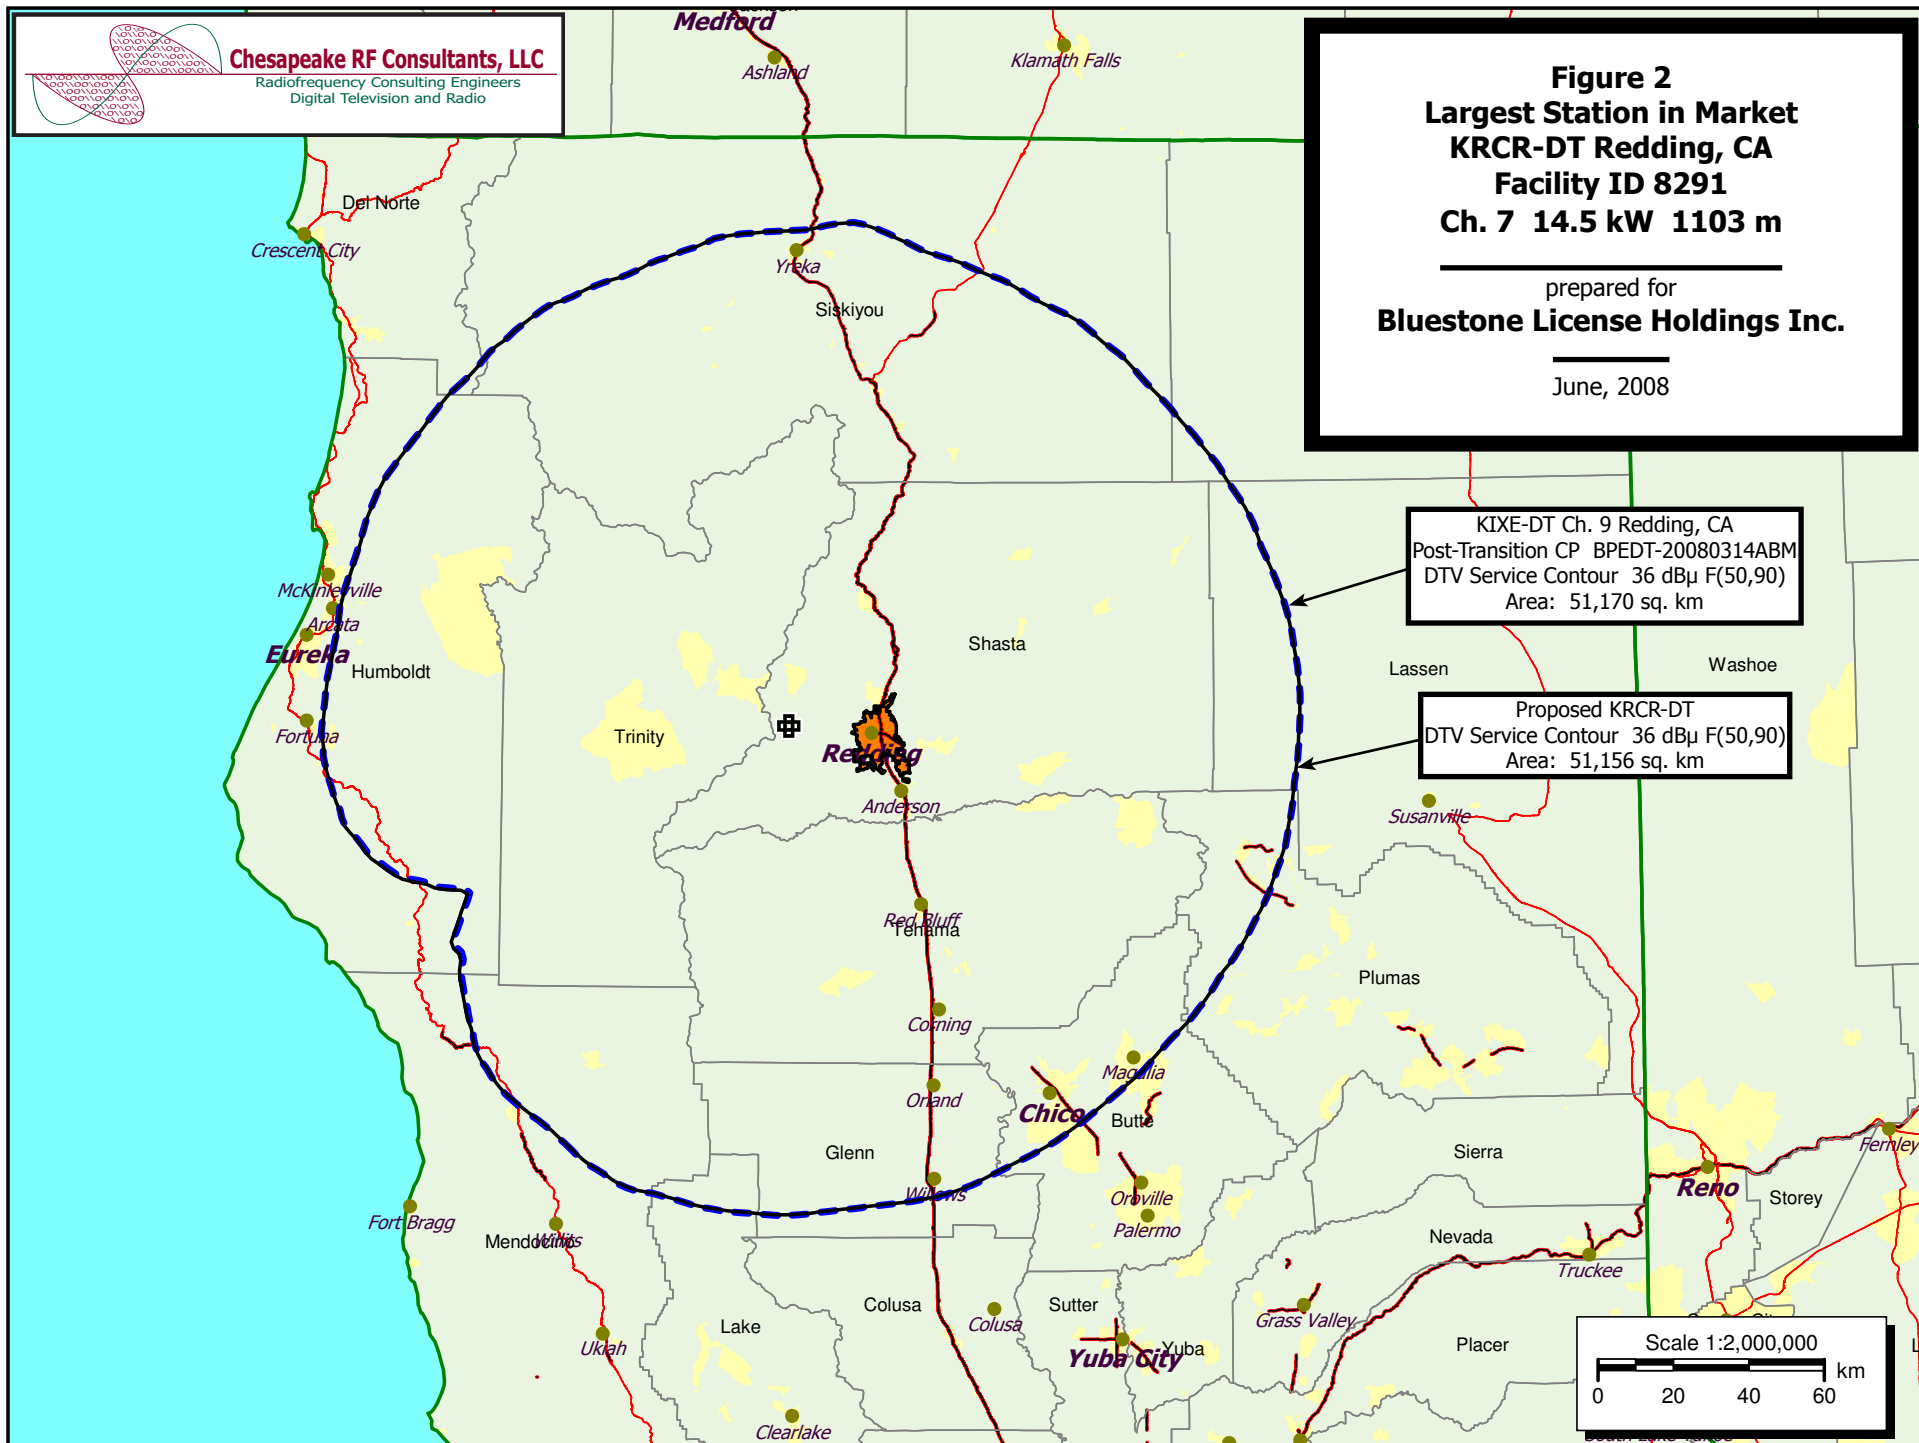 Chesapeake RF Consultants, LLC
Radiofrequency Consulting Engineers
Digital Television and Radio
Figure 2
Largest Station in Market
KRCR-DT Redding, CA
Facility ID 8291
Ch. 7 14.5 kW 1103 m
prepared for
Bluestone License Holdings Inc.
June, 2008
Jackson
Medford
Ashland
Klamath Falls
Del Norte
Crescent City
Yreka
Siskiyou
KIXE-DT Ch. 9 Redding, CA
Post-Transition CP BPEDT-20080314ABM
DTV Service Contour 36 dBµ F(50,90)
Area: 51,170 sq. km
McKinleyville
Arcata
Eureka
Humboldt
Shasta
Lassen
Washoe
Proposed KRCR-DT
DTV Service Contour 36 dBµ F(50,90)
Area: 51,156 sq. km
Fortuna
Trinity
Redding
Anderson
Susanville
Red Bluff
Tehama
Plumas
Corning
Magalia
Orland
Chico
Butte
Glenn
Sierra
Fernley
Willows
Oroville
Reno
Storey
Fort Bragg
Palermo
Mendocino
Willits
Nevada
Truckee
Colusa
Colusa
Sutter
Grass Valley
Lake
Ukiah
Yuba City
Yuba
Placer
Scale 1:2,000,000
km
0 20 40 60
Clearlake
South Lake Tahoe